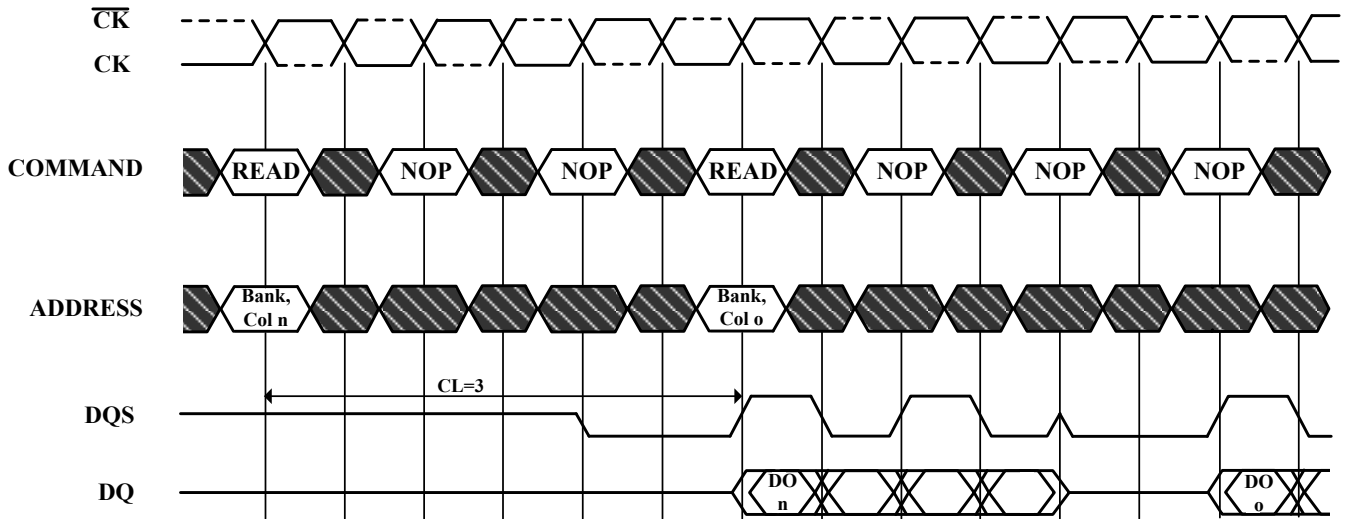 CK
CK
COMMAND READ NOP NOP READ NOP NOP NOP
ADDRESS Bank, Col n Bank, Col o
CL=3
DQS
DQ DO n DO o